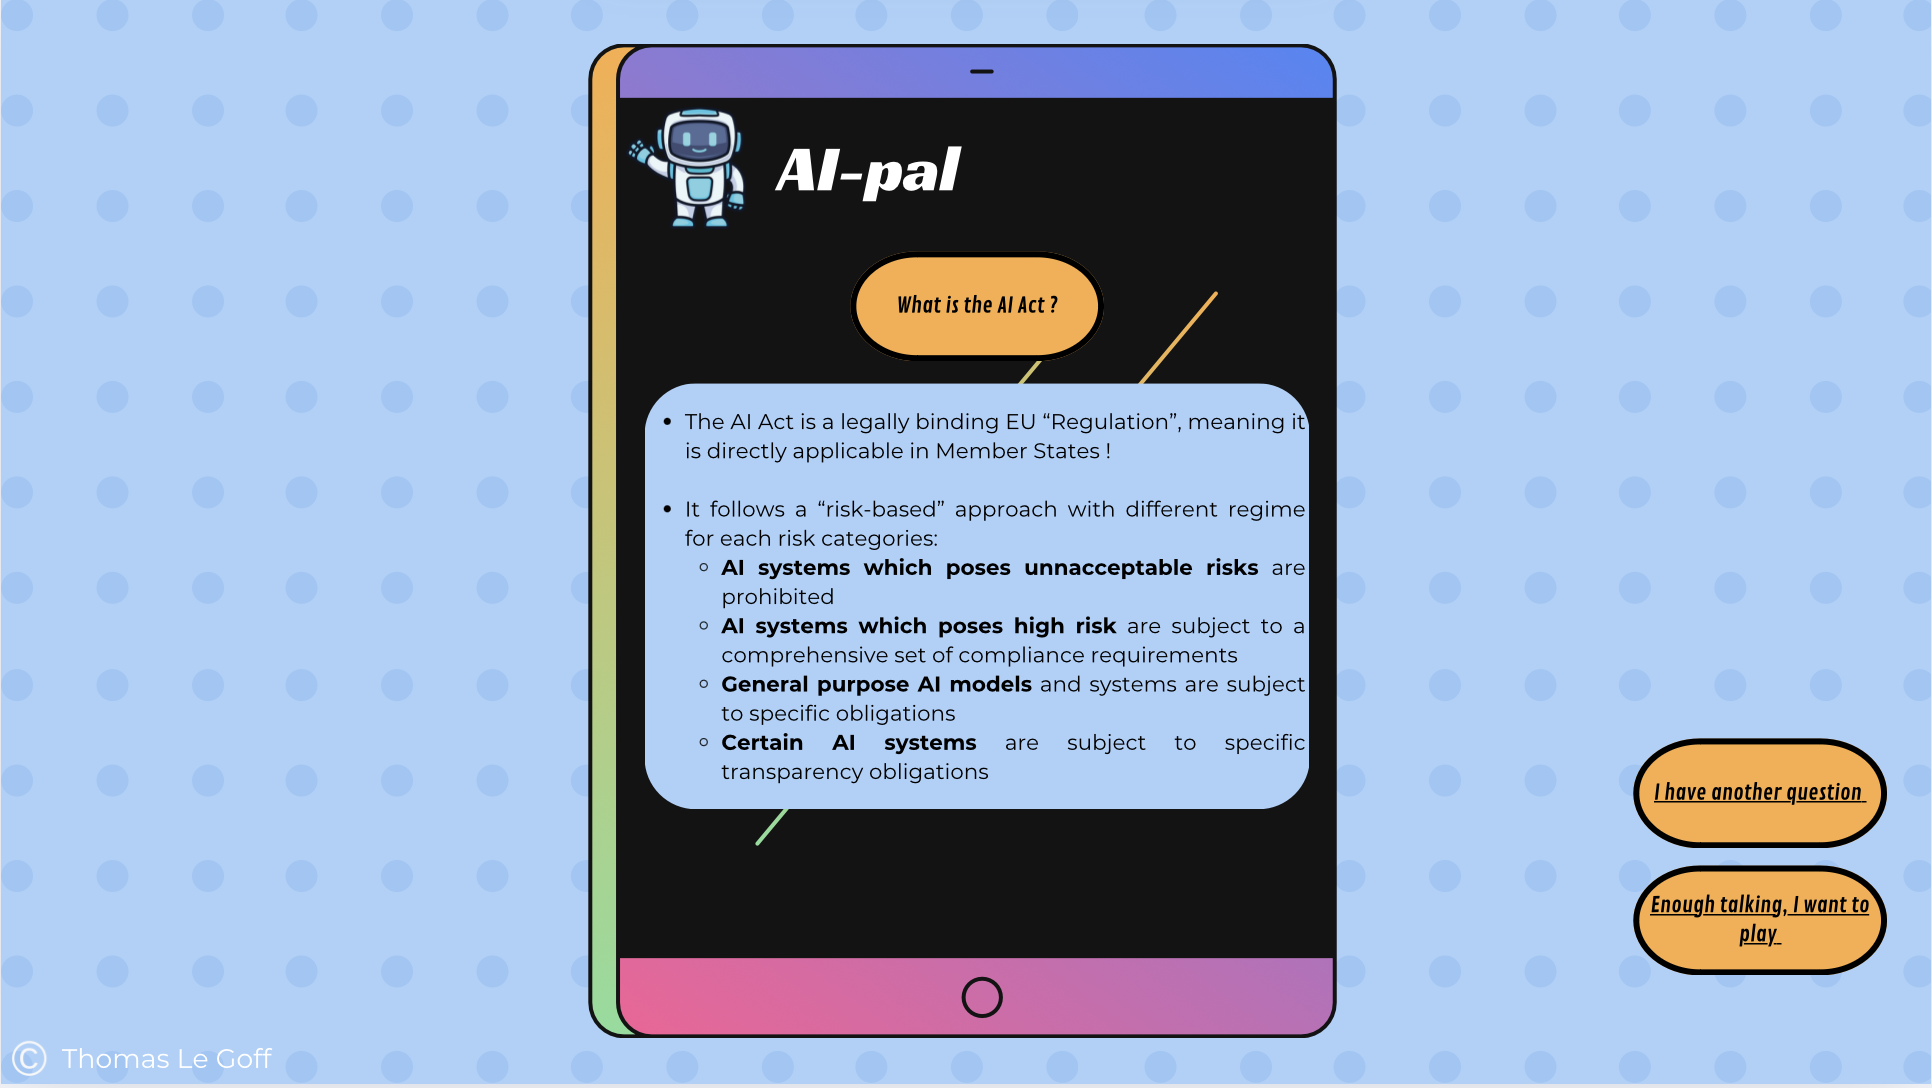 AI-pal
What is the AI Act ?
• The AI Act is a legally binding EU “Regulation”, meaning it
is directly applicable in Member States !
• It follows a “risk-based” approach with different regime
for each risk categories:
○ AI systems which poses unnacceptable risks are
prohibited
○ AI systems which poses high risk are subject to a
comprehensive set of compliance requirements
○ General purpose AI models and systems are subject
to specific obligations
○ Certain AI systems are subject to specific
transparency obligations
I have another question
Enough talking, I want to
play
© Thomas Le Goff